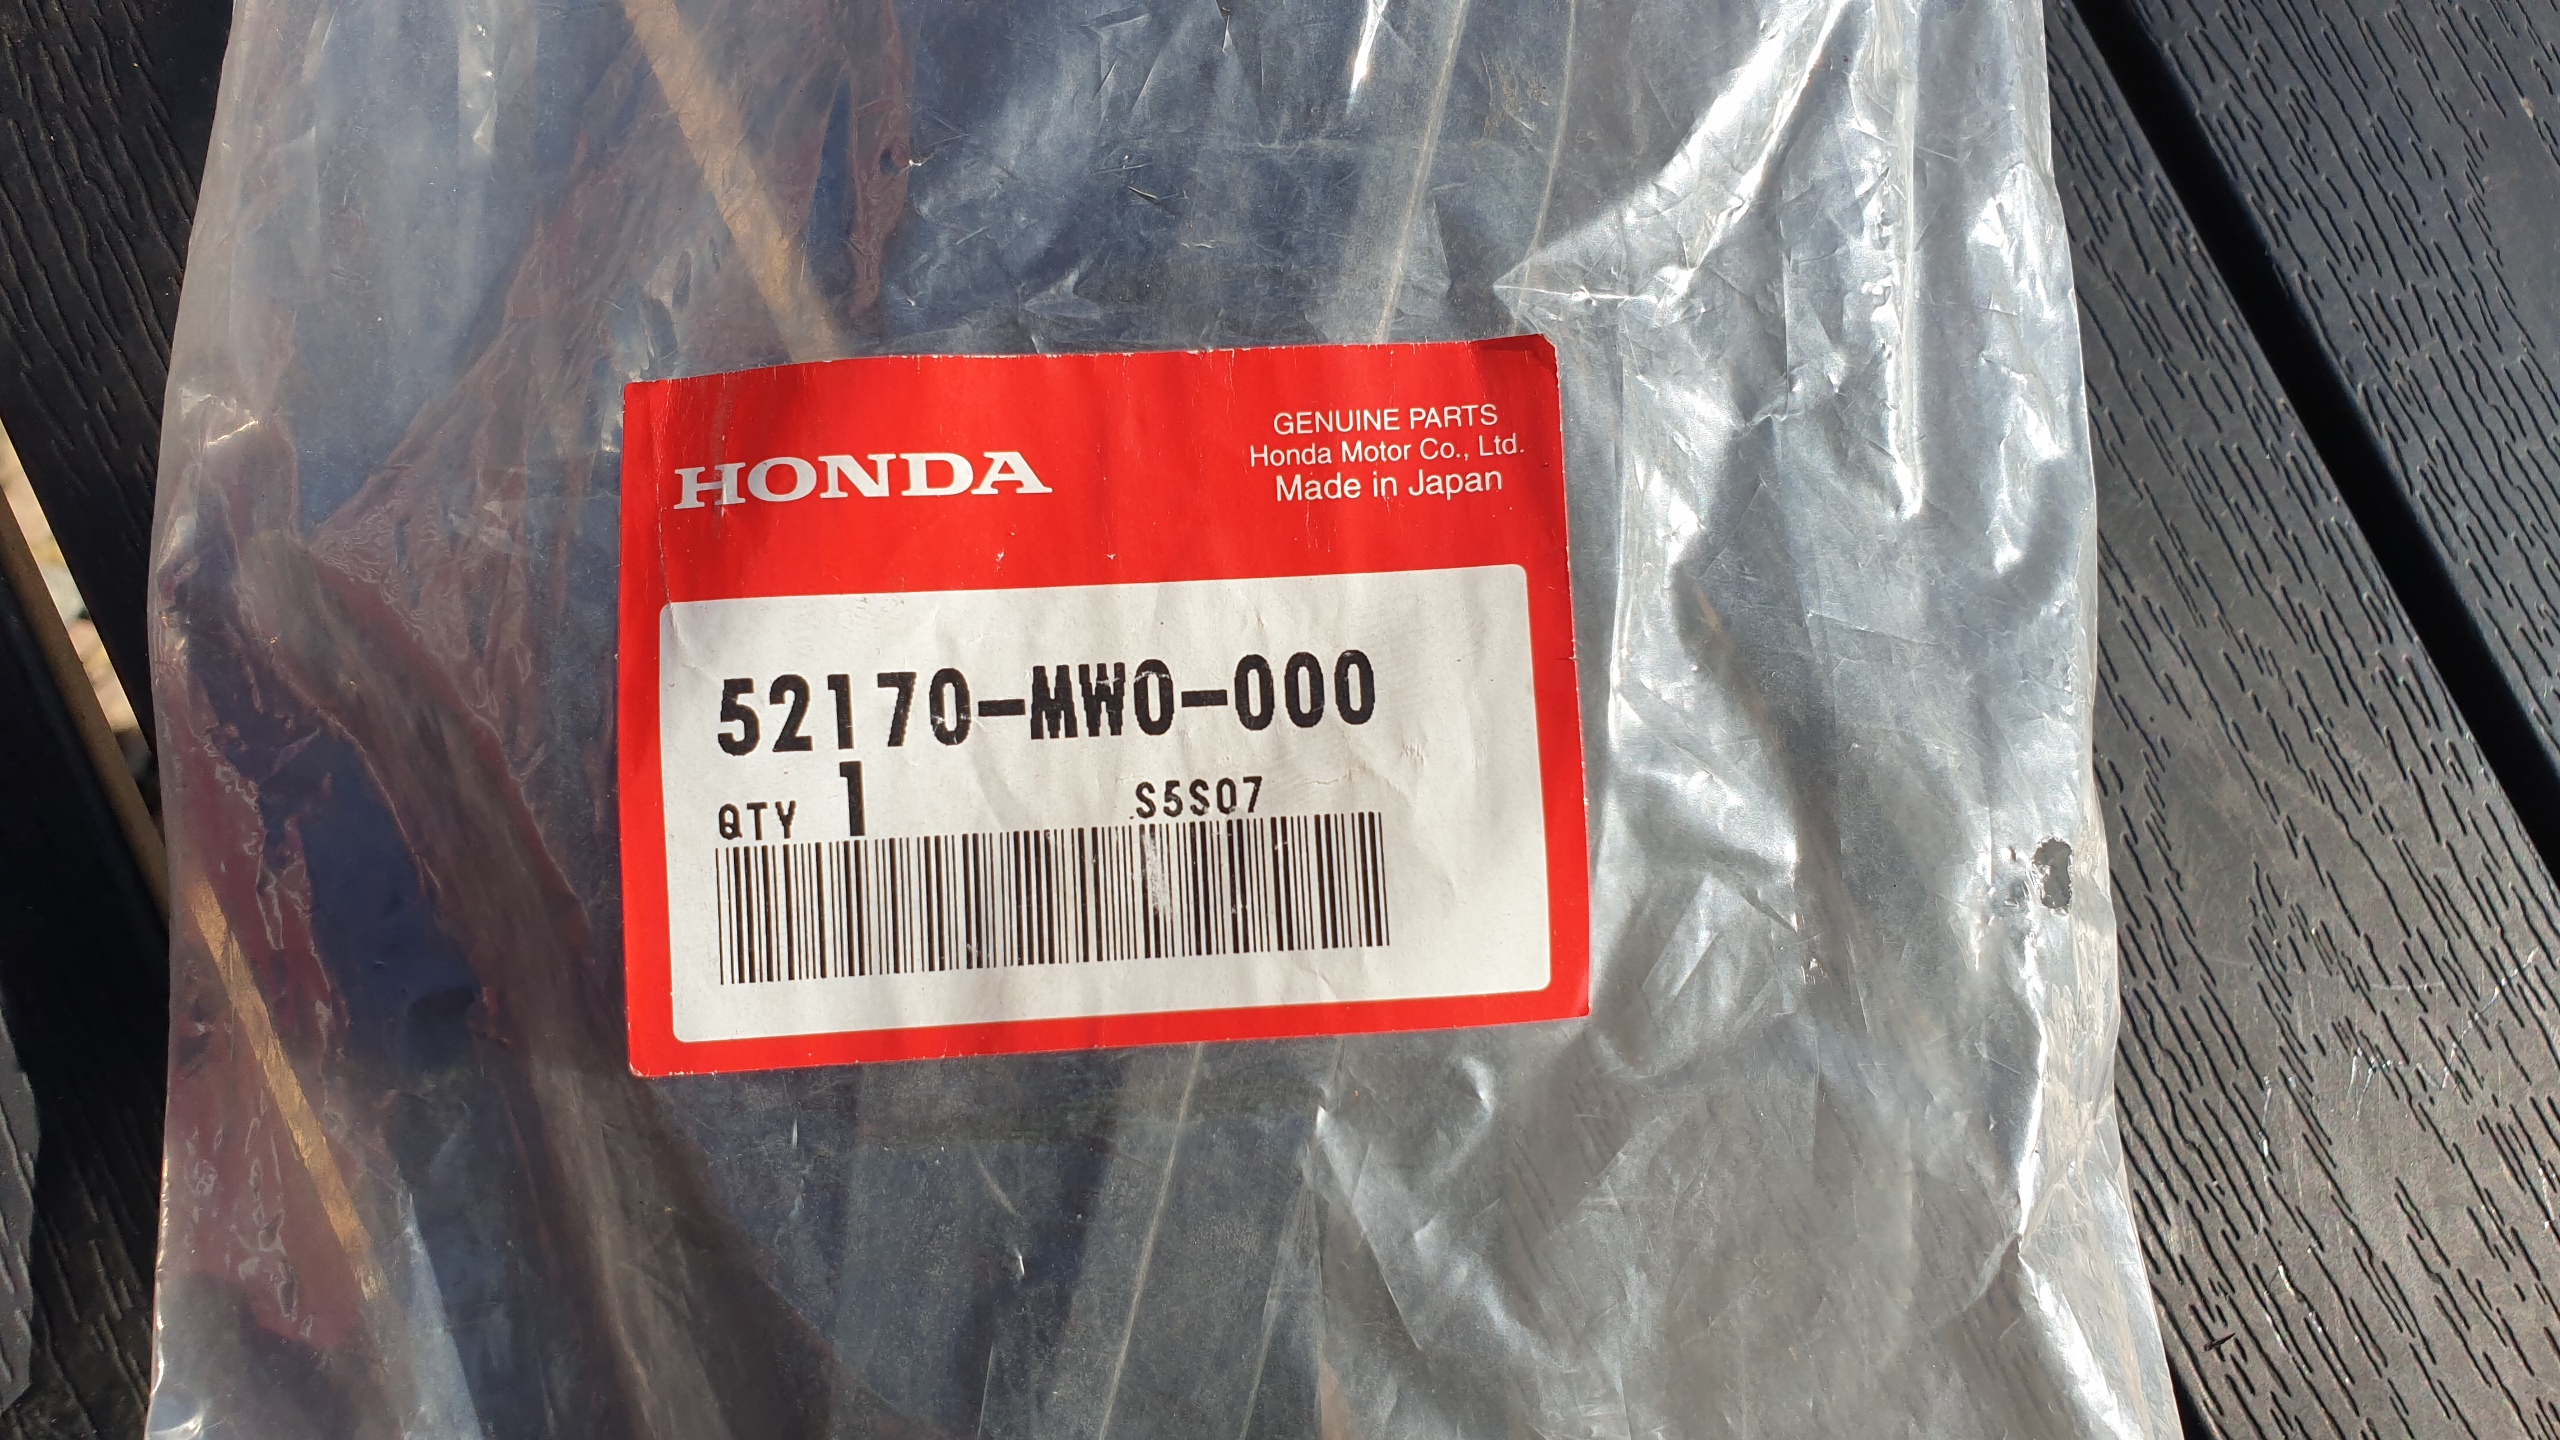 HONDA
GENUINE PARTS
Honda Motor Co., Ltd.
Made in Japan
52170-MW0-000
QTY 1
S5S07